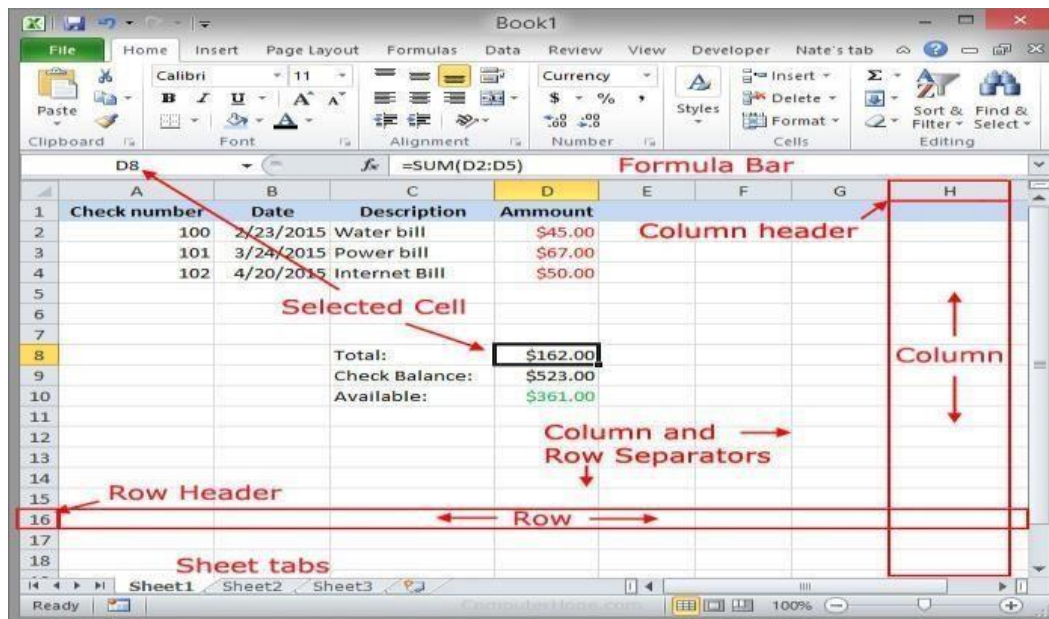 Book1
File Home Insert Page Layout Formulas Data Review View Developer Nate's tab
Calibri 11 Currency Insert
Paste B I U A A $ % , Styles Delete Sort & Find &
A .00 .00 Format Filter Select
Clipboard Font Alignment Number Cells Editing
D8 fx =SUM(D2:D5) Formula Bar
A B C D E F G H
1 Check number Date Description Ammount
2 100 2/23/2015 Water bill $45.00 Column header
3 101 3/24/2015 Power bill $67.00
4 102 4/20/2015 Internet Bill $50.00
5
6 Selected Cell
7
8 Total: $162.00 Column
9 Check Balance: $523.00
10 Available: $361.00
11
12 Column and
13 Row Separators
14
15 Row Header
16 Row
17
18 Sheet tabs
Sheet1 Sheet2 Sheet3
Ready ComputerHope.com 100%